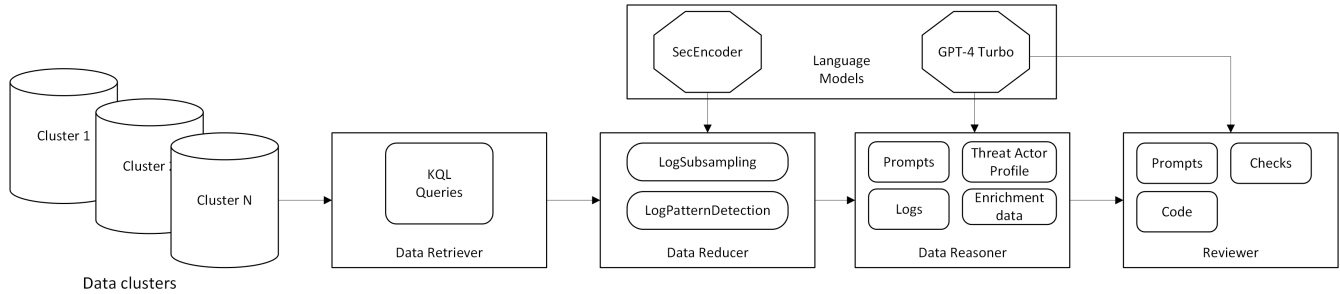 SecEncoder
Language
Models
GPT-4 Turbo
Cluster 1
Cluster
Cluster N
Data clusters
KQL
Queries
Data Retriever
LogSubsampling
LogPatternDetection
Data Reducer
Prompts
Threat Actor
Profile
Logs
Enrichment
data
Data Reasoner
Prompts
Checks
Code
Reviewer